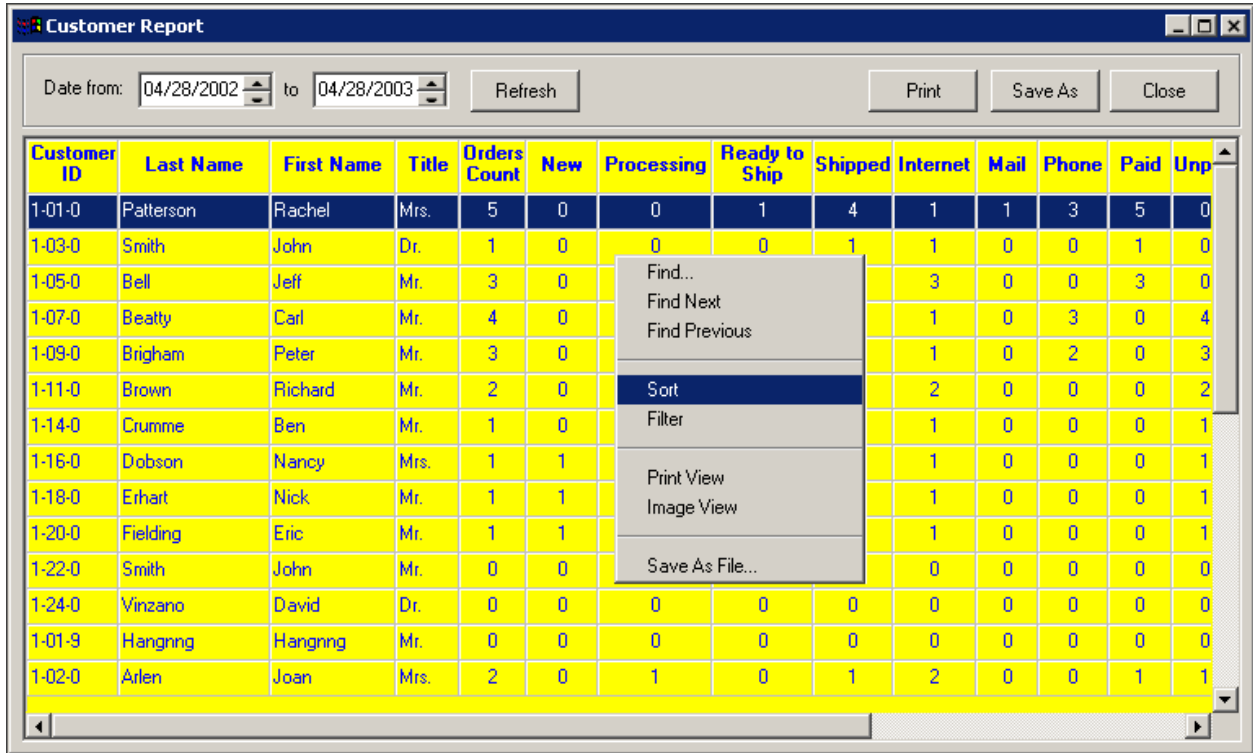 Customer Report
Date from: 04/28/2002 to 04/28/2003 Refresh Print Save As Close
Customer ID Last Name First Name Title Orders Count New Processing Ready to Ship Shipped Internet Mail Phone Paid Unp
1-01-0 Patterson Rachel Mrs. 5 0 0 1 4 1 1 3 5 0
1-03-0 Smith John Dr. 1 0 0 0 1 1 0 0 1 0
1-05-0 Bell Jeff Mr. 3 0 3 0 0 3 0
1-07-0 Beatty Carl Mr. 4 0 1 0 3 0 4
1-09-0 Brigham Peter Mr. 3 0 1 0 2 0 3
1-11-0 Brown Richard Mr. 2 0 2 0 0 0 2
1-14-0 Crumme Ben Mr. 1 0 1 0 0 0 1
1-16-0 Dobson Nancy Mrs. 1 1 1 0 0 0 1
1-18-0 Erhart Nick Mr. 1 1 1 0 0 0 1
1-20-0 Fielding Eric Mr. 1 1 1 0 0 0 1
1-22-0 Smith John Mr. 0 0 0 0 0 0 0
1-24-0 Vinzano David Dr. 0 0 0 0 0 0 0 0 0 0
1-01-9 Hangnng Hangnng Mr. 0 0 0 0 0 0 0 0 0 0
1-02-0 Arlen Joan Mrs. 2 0 1 0 1 2 0 0 1 1
Find...
Find Next
Find Previous
Sort
Filter
Print View
Image View
Save As File...